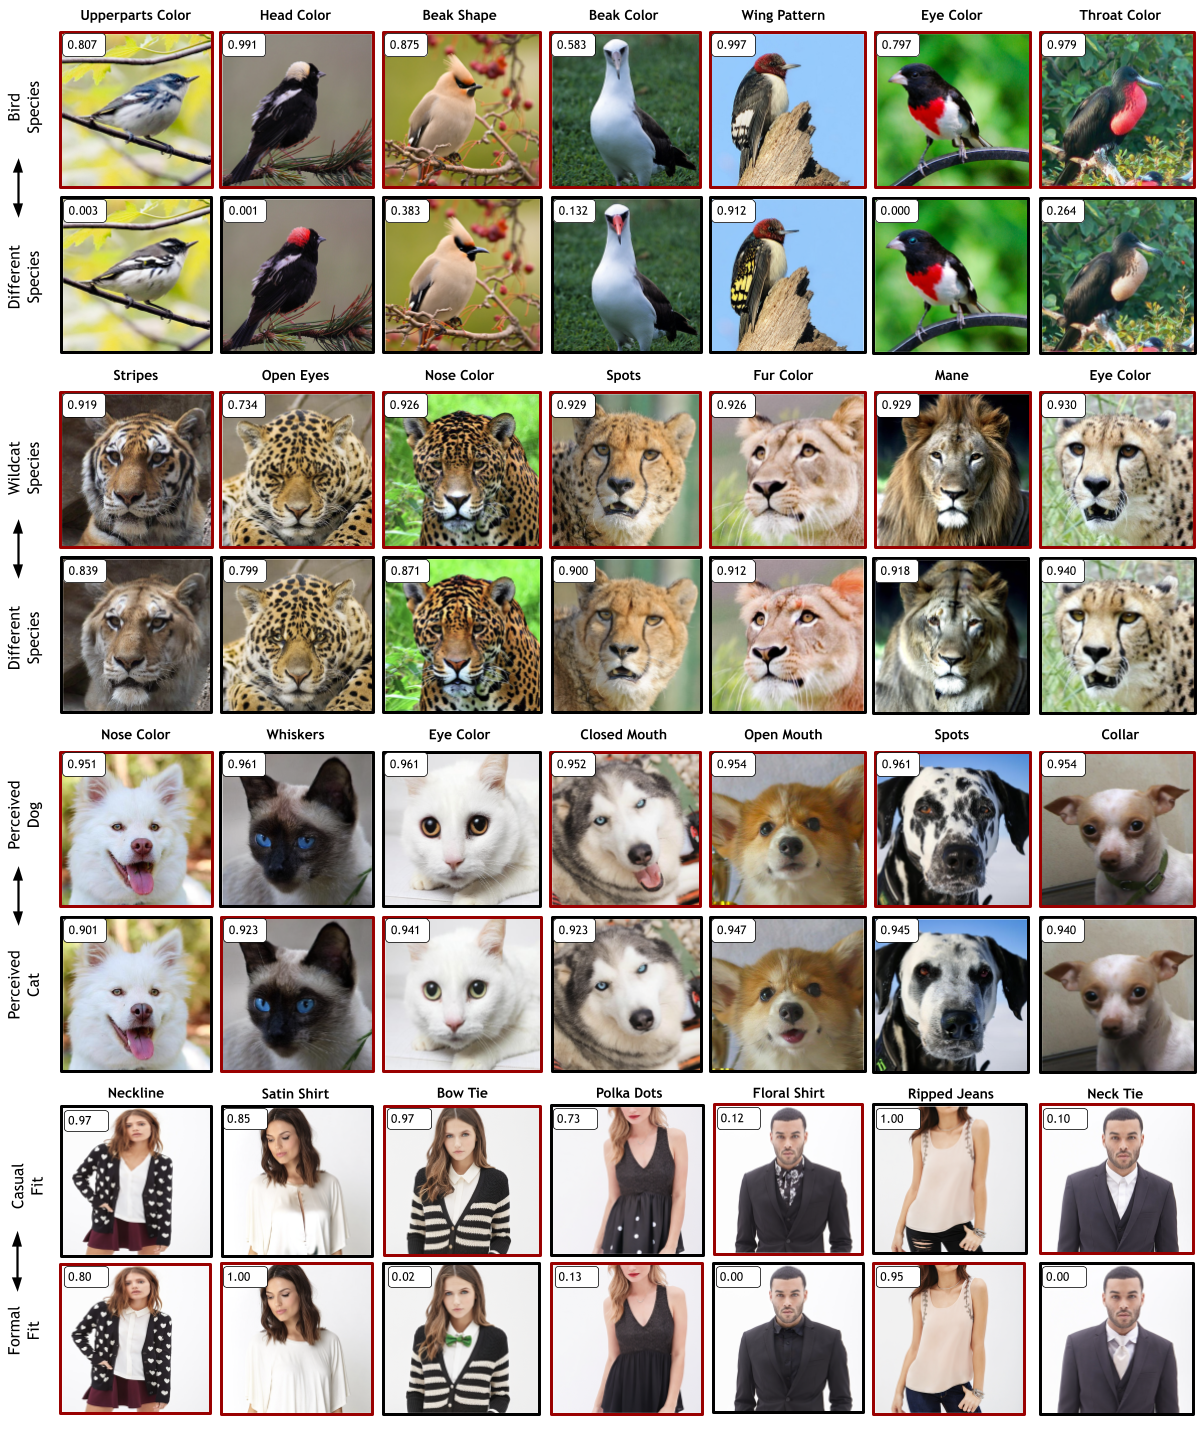 Upperparts Color Head Color Beak Shape Beak Color Wing Pattern Eye Color Throat Color
Bird
Species
0.807 0.991 0.875 0.583 0.997 0.797 0.979
Different
Species
0.003 0.001 0.383 0.132 0.912 0.000 0.264
Stripes Open Eyes Nose Color Spots Fur Color Mane Eye Color
Wildcat
Species
0.919 0.734 0.926 0.929 0.926 0.929 0.930
Different
Species
0.839 0.799 0.871 0.900 0.912 0.918 0.940
Nose Color Whiskers Eye Color Closed Mouth Open Mouth Spots Collar
Perceived
Dog
0.951 0.961 0.961 0.952 0.954 0.961 0.954
Perceived
Cat
0.901 0.923 0.941 0.923 0.947 0.945 0.940
Neckline Satin Shirt Bow Tie Polka Dots Floral Shirt Ripped Jeans Neck Tie
Casual
Fit
0.97 0.85 0.97 0.73 0.12 1.00 0.10
Formal
Fit
0.80 1.00 0.02 0.13 0.00 0.95 0.00